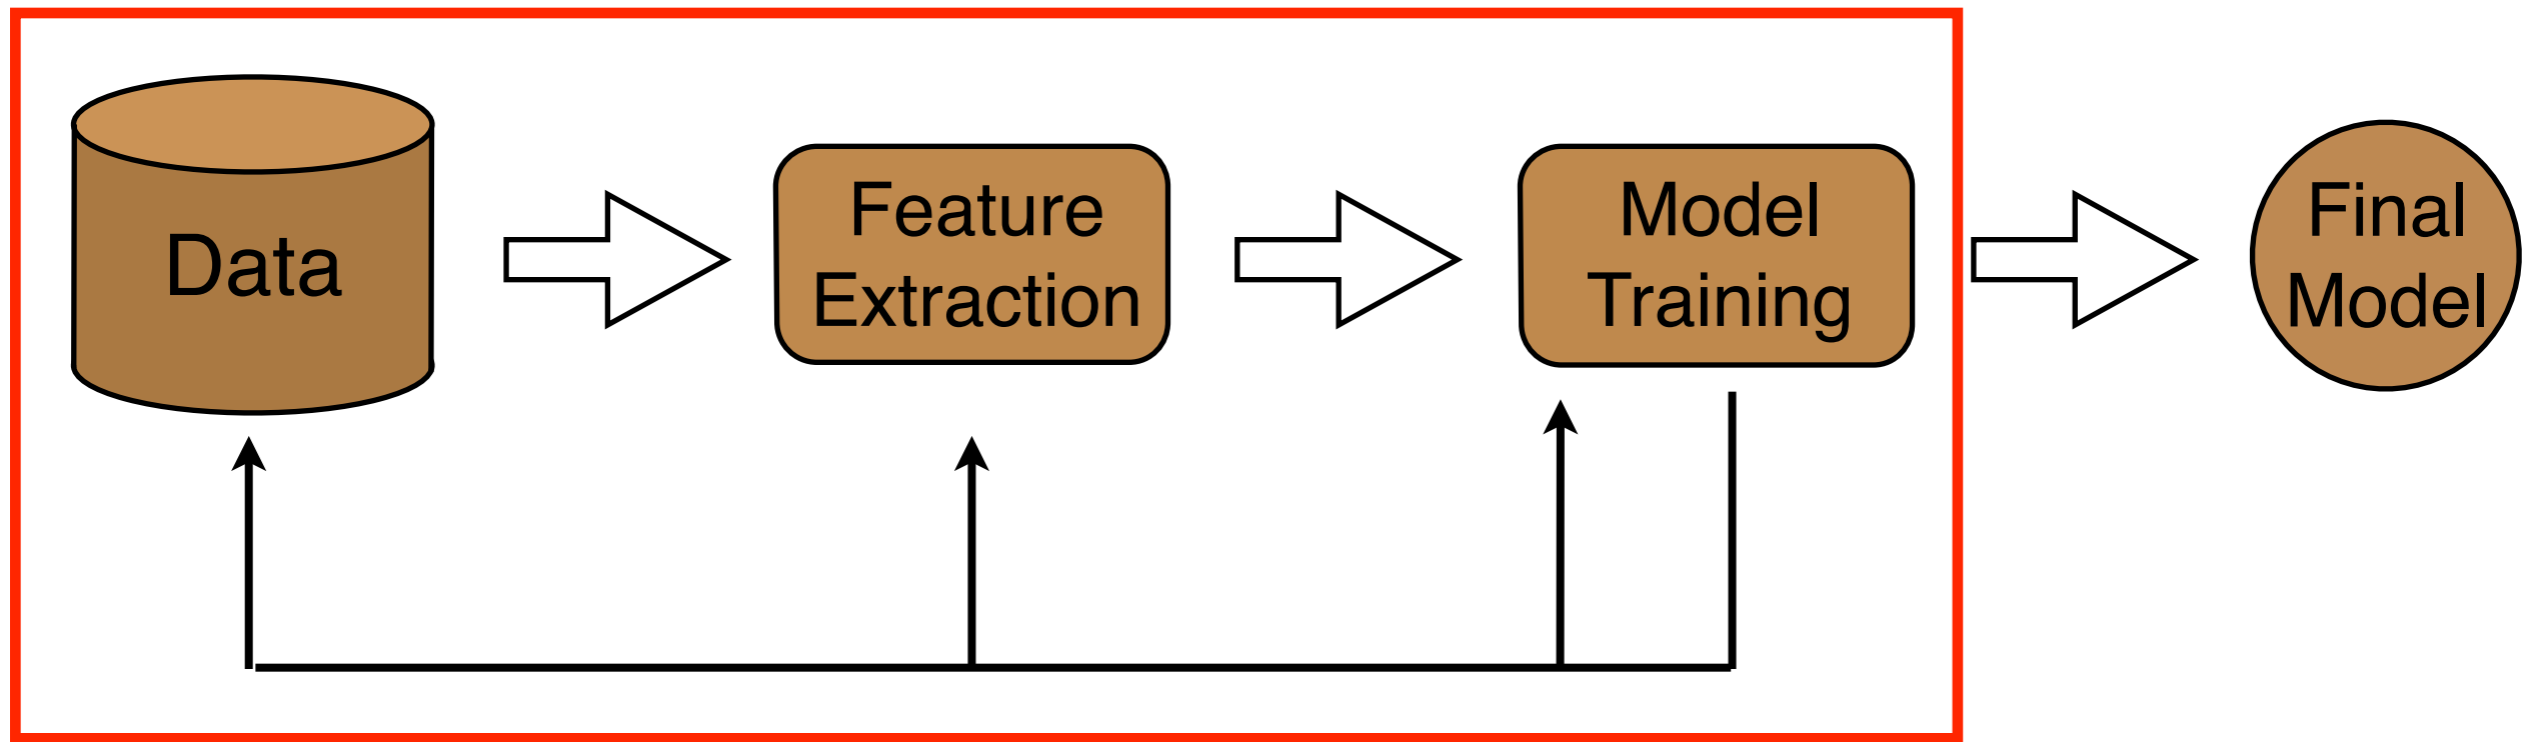 Data
Feature
Extraction
Model
Training
Final
Model